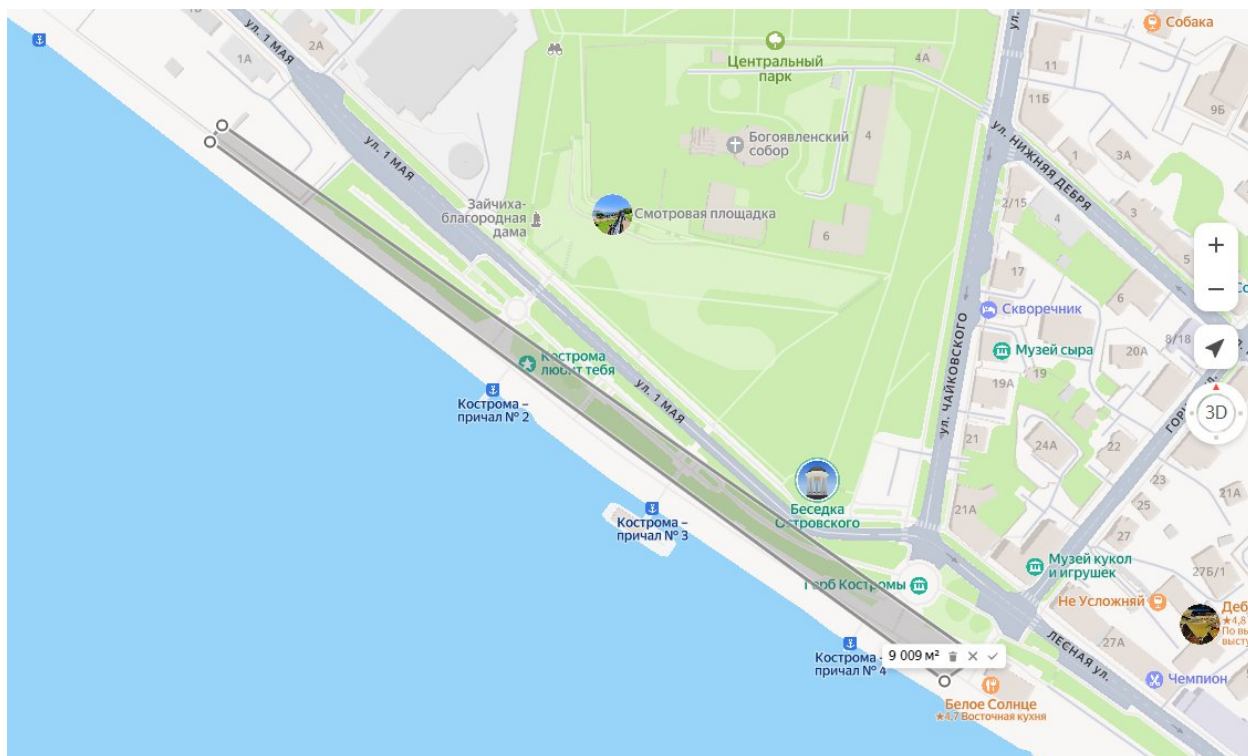 Собака
ул. 1 МАЯ
1А
2А
Центральный
парк
4А
11
11Б
9Б
ул. НИЖНЯЯ ДЕБРЯ
1
3А
Богоявленский
собор
4
ул. 1 МАЯ
Зайчиха-
благородная
дама
Смотровая площадка
6
2/15
4
3
5
17
6
Скворечник
8/18
Музей сыра
20А
19А
19
3D
ул. ЧАЙКОВСКОГО
Кострома
любит тебя
Кострома –
причал № 2
ул. 1 МАЯ
21
24А
22
23
21А
25
21А
27
Беседка
Островского
Кострома –
причал № 3
Музей кукол
и игрушек
27Б/1
Герб Костромы
Не Усложняй
★4,8
27А
ЛЕСНАЯ ул.
9 009 м²
Кострома –
причал № 4
Чемпион
Белое Солнце
★4,7 Восточная кухня